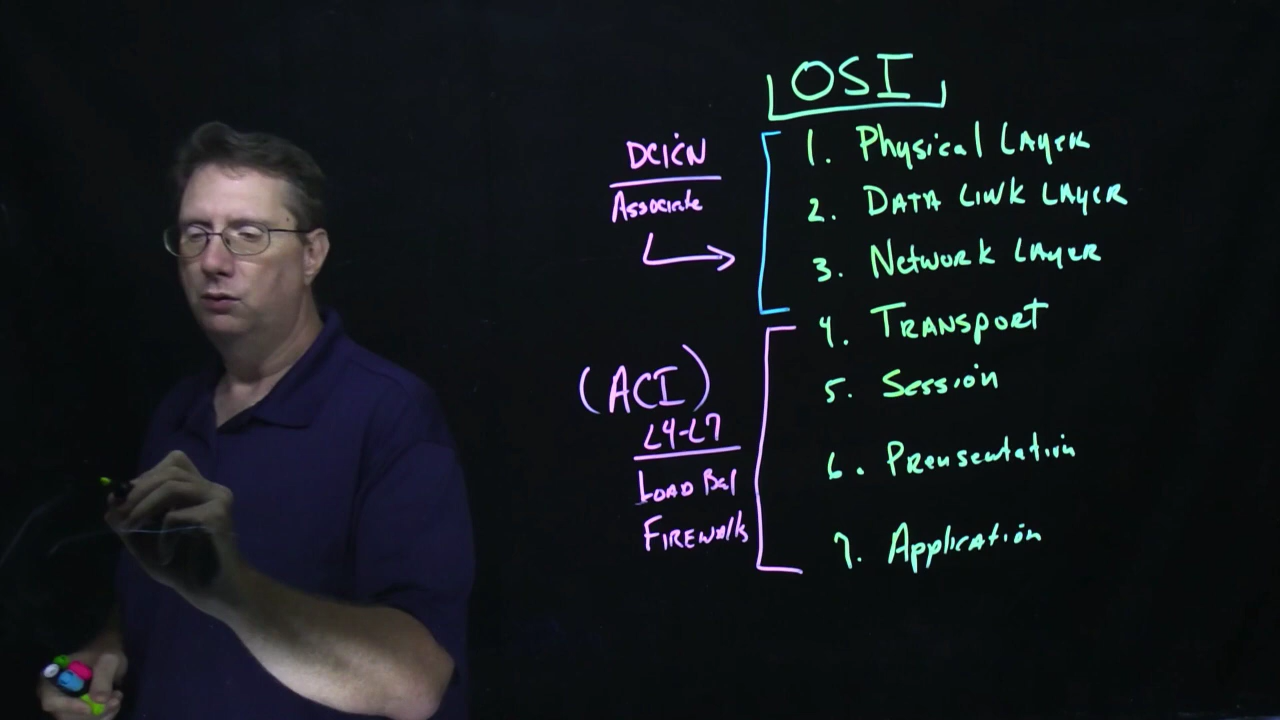 OSI
1. Physical Layer
2. Data Link Layer
3. Network Layer
4. Transport
5. Session
6. Prensentation
7. Application
DCICN
Associate
(ACI)
L4-L7
Load Bal
Firewalls